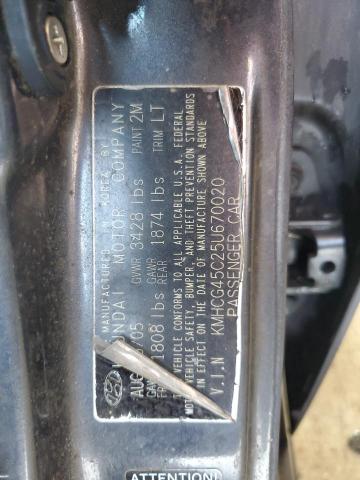 MANUFACTURED IN KOREA BY
HYUNDAI MOTOR COMPANY
AUG /05 GVWR 3428 lbs PAINT 2M
1808 lbs GAWR REAR 1874 lbs TRIM LT
THIS VEHICLE CONFORMS TO ALL APPLICABLE U.S.A. FEDERAL
MOTOR VEHICLE SAFETY, BUMPER, AND THEFT PREVENTION STANDARDS
IN EFFECT ON THE DATE OF MANUFACTURE SHOWN ABOVE
V.I.N KMHCG45C25U670020
PASSENGER CAR
ATTENTION